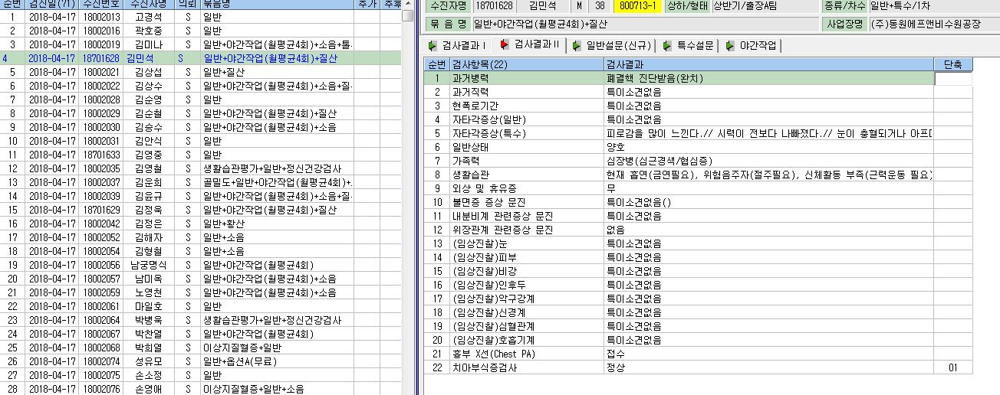 순번 검진일(71) 수진번호 수진자명 의뢰 묶음명 추가 추후
1 2018-04-17 18002013 고경석 S 일반
2 2018-04-17 18002016 곽호중 S 일반
3 2018-04-17 18002019 김미나 S 일반+야간작업(월평균4회)+소음+톨.
4 2018-04-17 18701628 김민석 S 일반+야간작업(월평균4회)+질산
5 2018-04-17 18002021 김상섭 S 일반+질산
6 2018-04-17 18002022 김상수 S 일반+야간작업(월평균4회)+소음+질.
7 2018-04-17 18002028 김순영 S 일반
8 2018-04-17 18002029 김순철 S 일반+야간작업(월평균4회)+질산
9 2018-04-17 18002030 김승수 S 일반+야간작업(월평균4회)+소음
10 2018-04-17 18002031 김안식 S 일반
11 2018-04-17 18701633 김영중 S 일반
12 2018-04-17 18002035 김영철 S 생활습관평가+일반+정신건강검사
13 2018-04-17 18002037 김운희 S 골밀도+일반+야간작업(월평균4회)+.
14 2018-04-17 18002039 김윤규 S 일반+야간작업(월평균4회)+소음+질.
15 2018-04-17 18701629 김정욱 S 일반+야간작업(월평균4회)+질산
16 2018-04-17 18002042 김정은 S 일반+황산
17 2018-04-17 18002052 김해자 S 일반+소음
18 2018-04-17 18002054 김형철 S 일반+소음
19 2018-04-17 18002056 남궁명식 S 일반+야간작업(월평균4회)
20 2018-04-17 18002057 남미옥 S 일반+야간작업(월평균4회)+소음
21 2018-04-17 18002059 노영천 S 일반+야간작업(월평균4회)+소음
22 2018-04-17 18002061 마일호 S 일반
23 2018-04-17 18002064 박병욱 S 생활습관평가+일반+정신건강검사
24 2018-04-17 18002067 박찬열 S 일반+야간작업(월평균4회)
25 2018-04-17 18002068 박희열 S 이상지질혈증+일반
26 2018-04-17 18002074 성유모 S 일반+옵션A(무료)
27 2018-04-17 18002075 손소정 S 일반
28 2018-04-17 18002076 손영애 S 이상지질혈증+일반+소음
수진자명 18701628 김민석 M 38 800713-1 상하/형태 상반기/출장A팀 종류/차수 일반+특수/1차
묶 음 명 일반+야간작업(월평균4회)+질산 사업장명 (주)동원에프앤비수원공장
검사결과Ⅰ 검사결과Ⅱ 일반설문(신규) 특수설문 야간작업
순번 검사항목(22) 검사결과 단축
1 과거병력 폐결핵 진단받음(완치)
2 과거직력 특이소견없음
3 현폭로기간 특이소견없음
4 자타각증상(일반) 특이소견없음
5 자타각증상(특수) 피로감을 많이 느낀다.// 시력이 전보다 나빠졌다.// 눈이 충혈되거나 아프다
6 일반상태 양호
7 가족력 심장병(심근경색/협심증)
8 생활습관 현재 흡연(금연필요), 위험음주자(절주필요), 신체활동 부족(근력운동 필요)
9 외상 및 휴유증 무
10 불면증 증상 문진 특이소견없음()
11 내분비계 관련증상 문진 특이소견없음
12 위장관계 관련증상 문진 없음
13 (임상진찰)눈 특이소견없음
14 (임상진찰)피부 특이소견없음
15 (임상진찰)비강 특이소견없음
16 (임상진찰)인후두 특이소견없음
17 (임상진찰)악구강계 특이소견없음
18 (임상진찰)신경계 특이소견없음
19 (임상진찰)심혈관계 특이소견없음
20 (임상진찰)호흡기계 특이소견없음
21 흉부 X선(Chest PA) 접수
22 치아부식증검사 정상 01